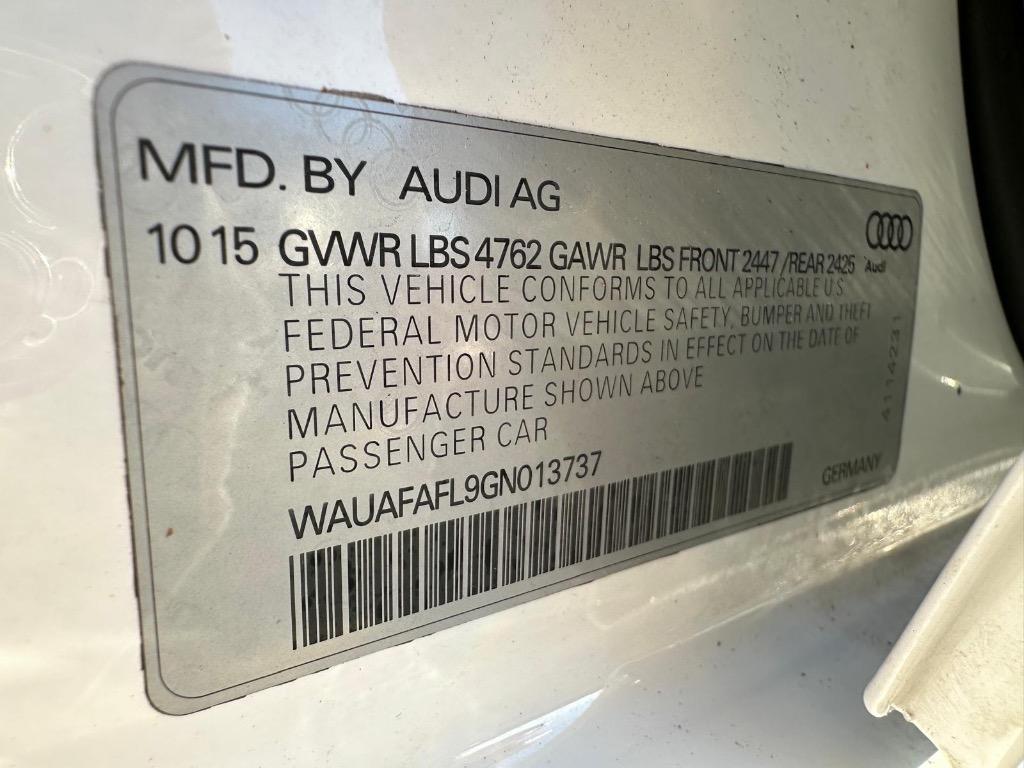 MFD. BY AUDI AG
10 15 GVWR LBS 4762 GAWR LBS FRONT 2447 /REAR 2425
Audi
THIS VEHICLE CONFORMS TO ALL APPLICABLE U.S.
FEDERAL MOTOR VEHICLE SAFETY, BUMPER AND THEFT
PREVENTION STANDARDS IN EFFECT ON THE DATE OF
MANUFACTURE SHOWN ABOVE
PASSENGER CAR
4114231
WAUAFAFL9GN013737
GERMANY